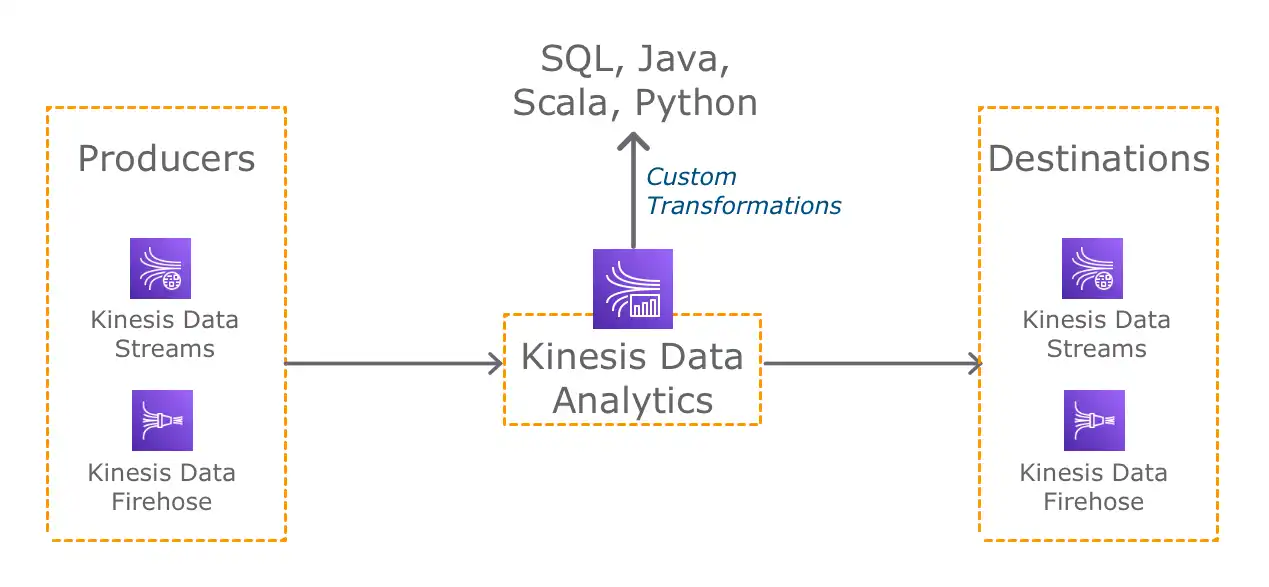 SQL, Java,
Scala, Python
Custom
Transformations
Producers
Kinesis Data
Streams
Kinesis Data
Firehose
Kinesis Data
Analytics
Destinations
Kinesis Data
Streams
Kinesis Data
Firehose